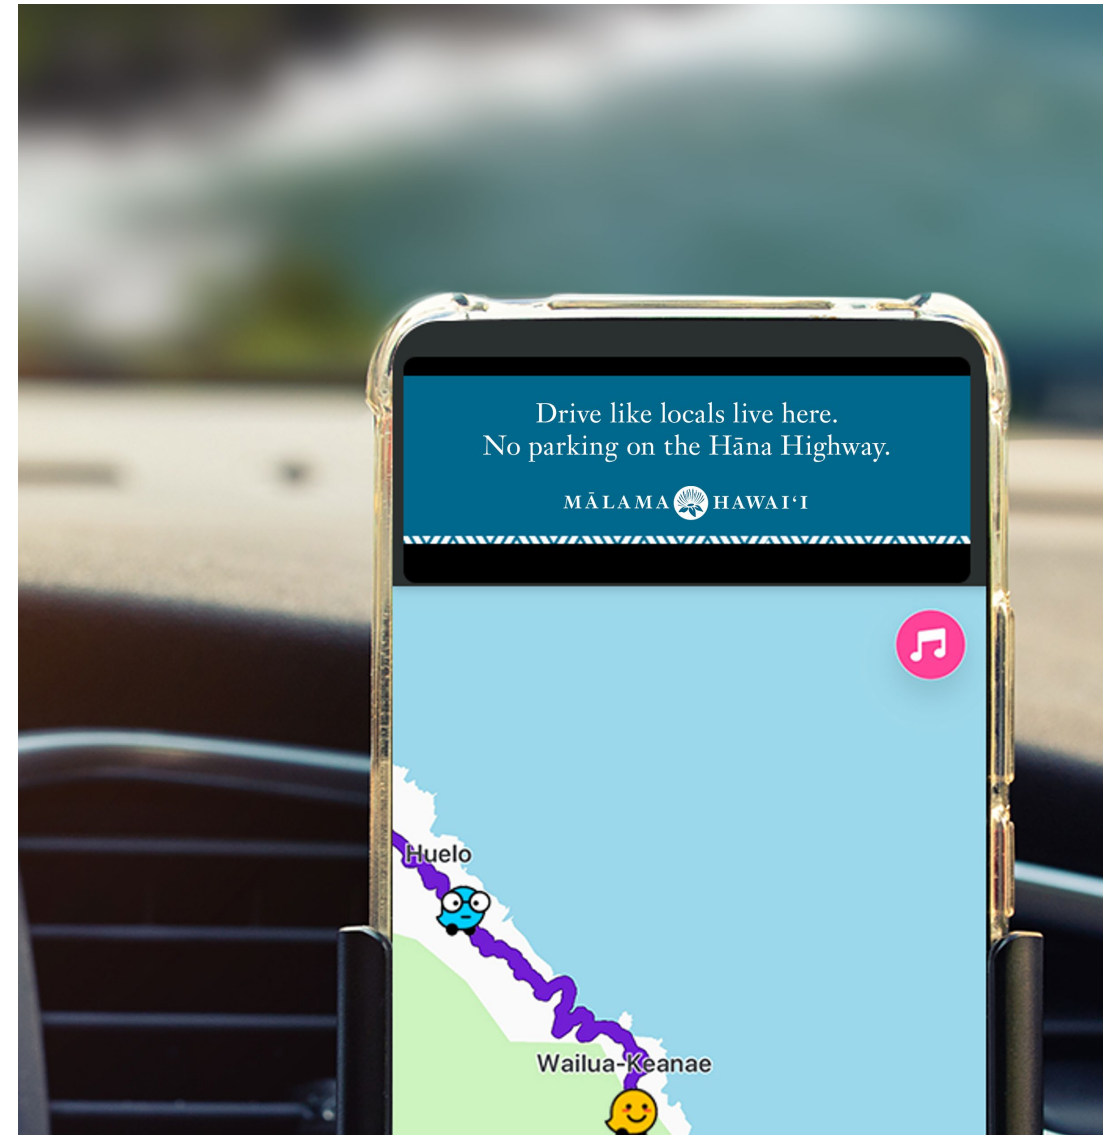 Drive like locals live here.
No parking on the Hāna Highway.
MĀLAMA HAWAIʻI
Huelo
Wailua-Keanae